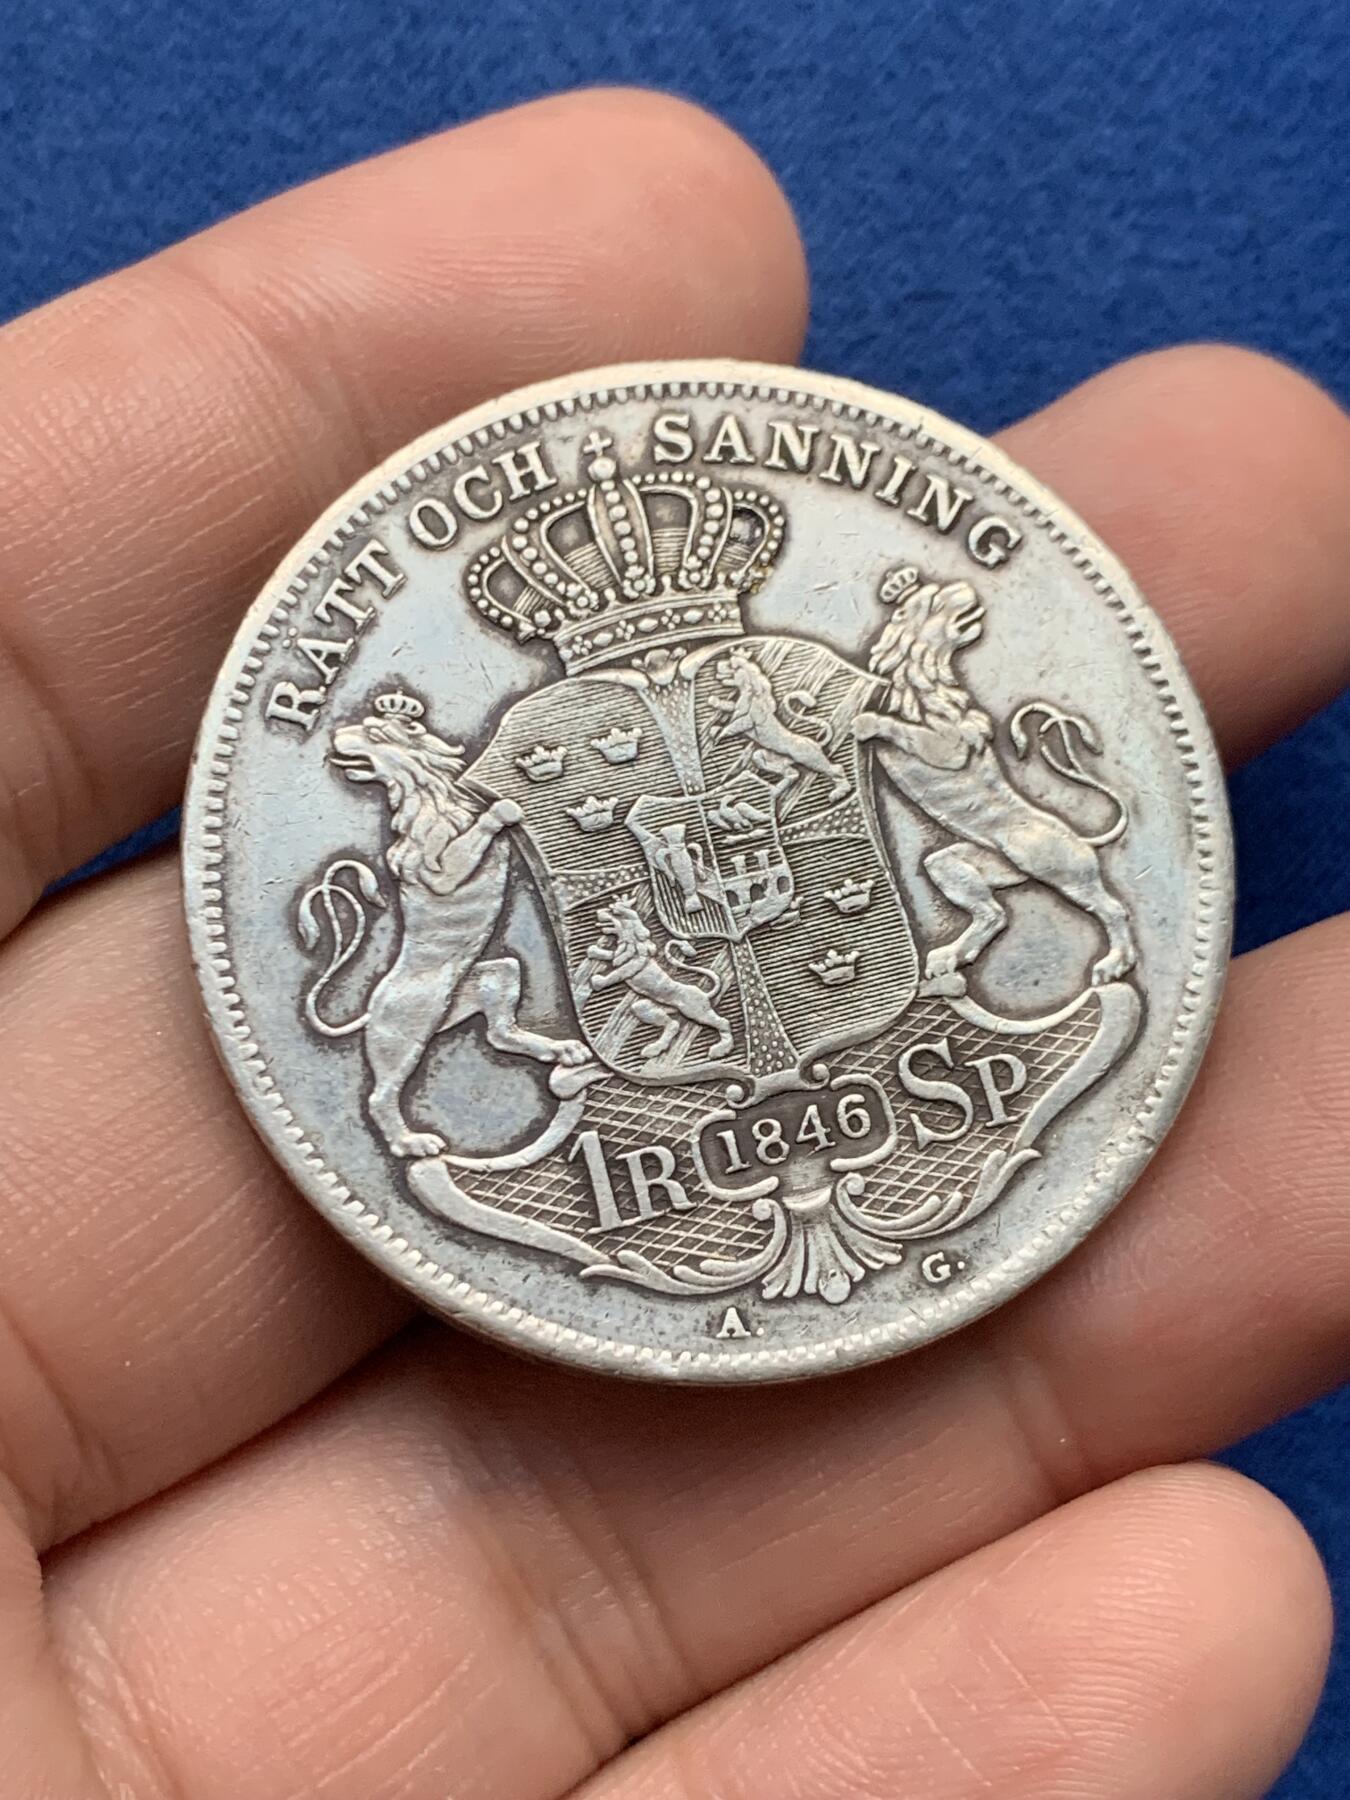 RÄTT OCH SANNING
1R 1846 SP
A. G.